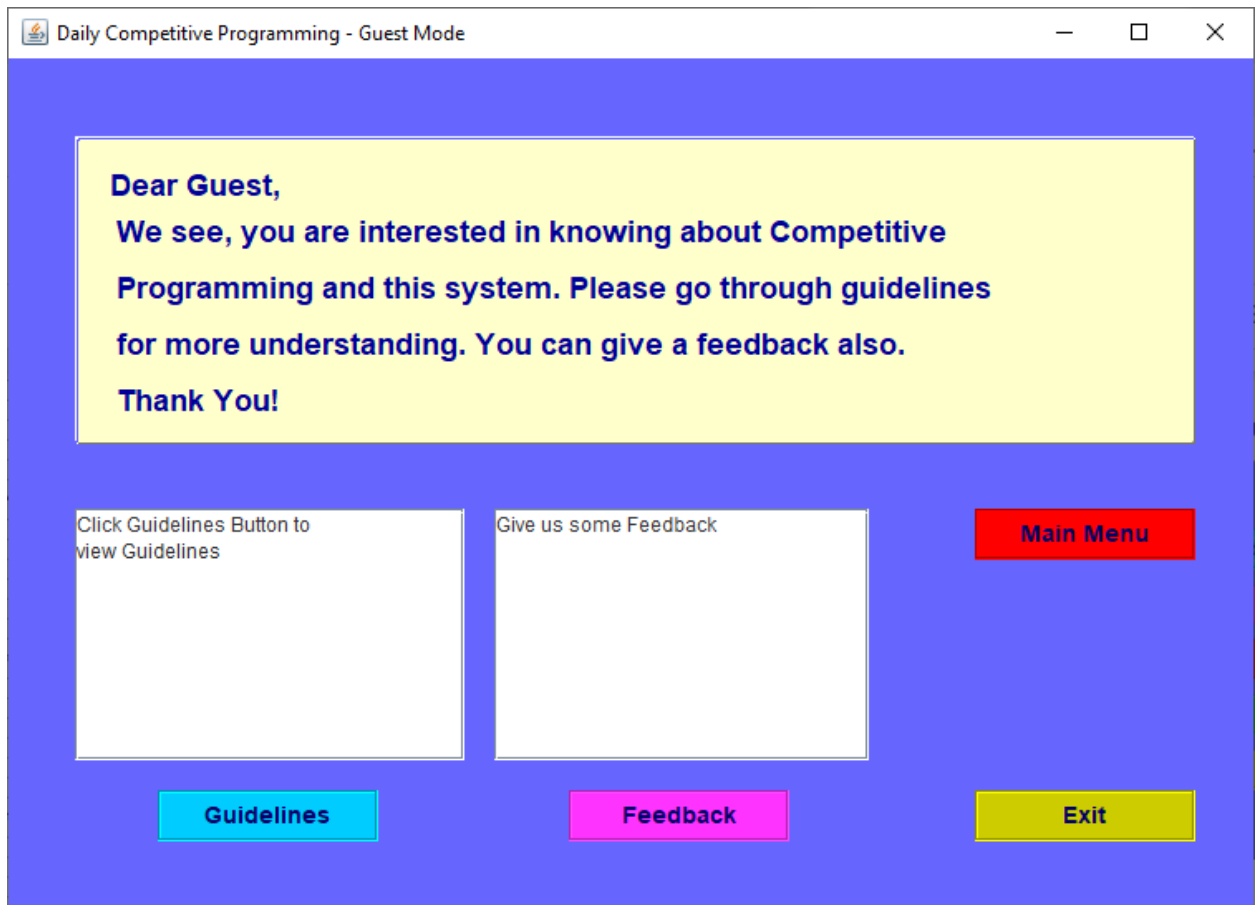 Daily Competitive Programming - Guest Mode
Dear Guest,
We see, you are interested in knowing about Competitive
Programming and this system. Please go through guidelines
for more understanding. You can give a feedback also.
Thank You!
Click Guidelines Button to
view Guidelines
Give us some Feedback
Main Menu
Guidelines
Feedback
Exit